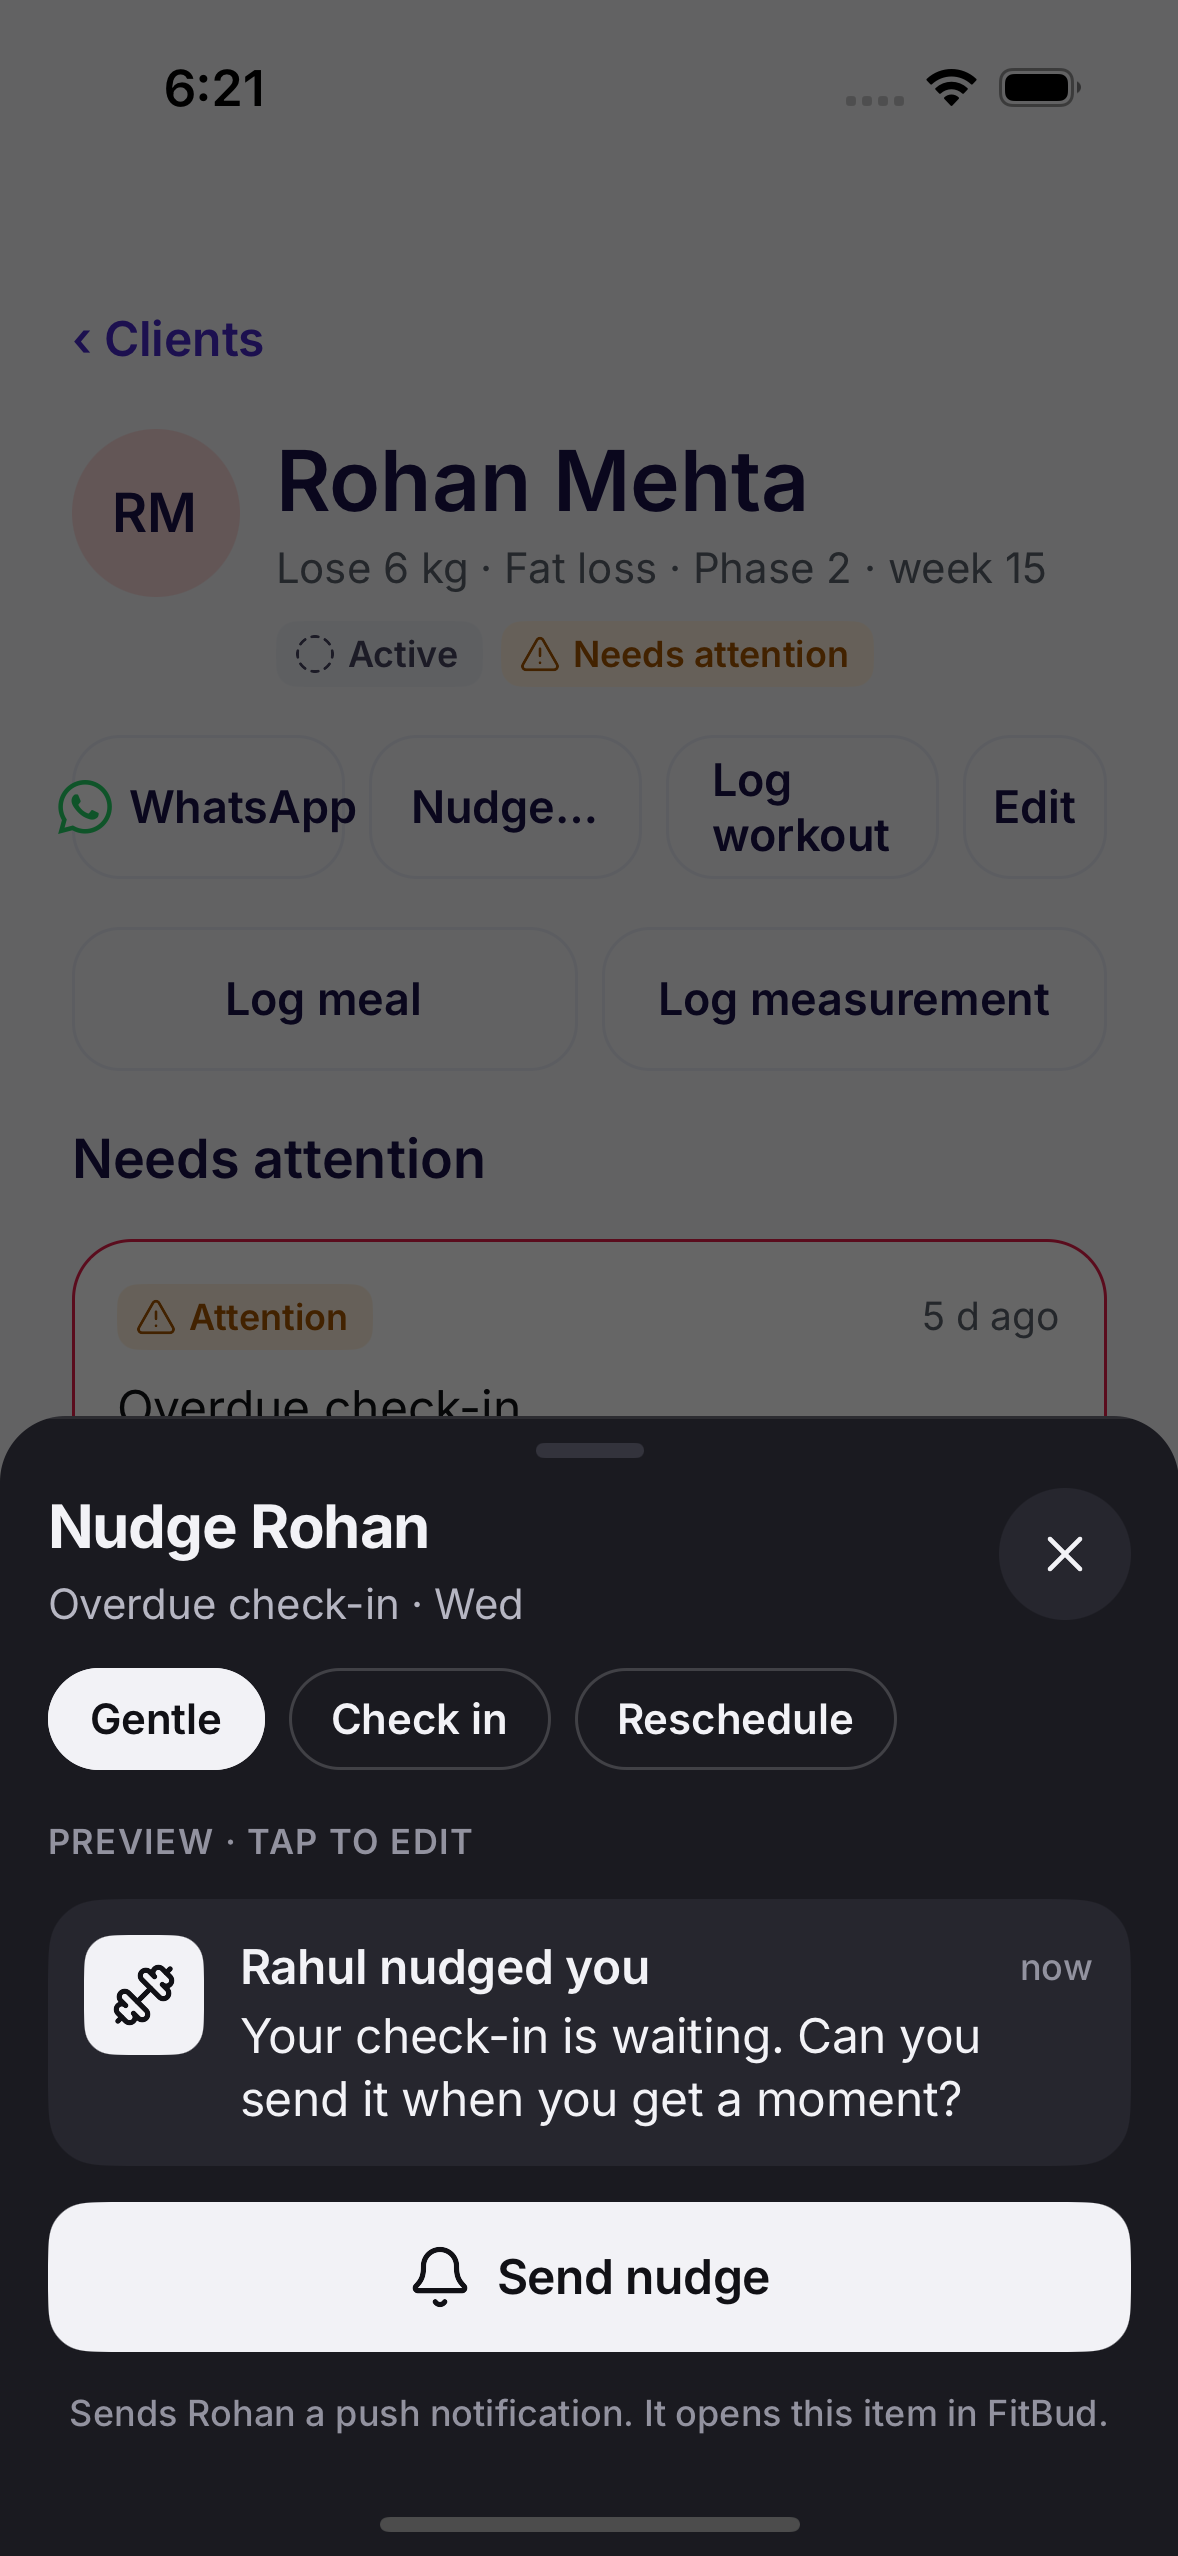 6:21
‹ Clients
RM
Rohan Mehta
Lose 6 kg · Fat loss · Phase 2 · week 15
Active
Needs attention
WhatsApp
Nudge...
Log
workout
Edit
Log meal
Log measurement
Needs attention
Attention
5 d ago
Overdue check-in
Nudge Rohan
Overdue check-in · Wed
Gentle
Check in
Reschedule
PREVIEW · TAP TO EDIT
Rahul nudged you
now
Your check-in is waiting. Can you
send it when you get a moment?
Send nudge
Sends Rohan a push notification. It opens this item in FitBud.